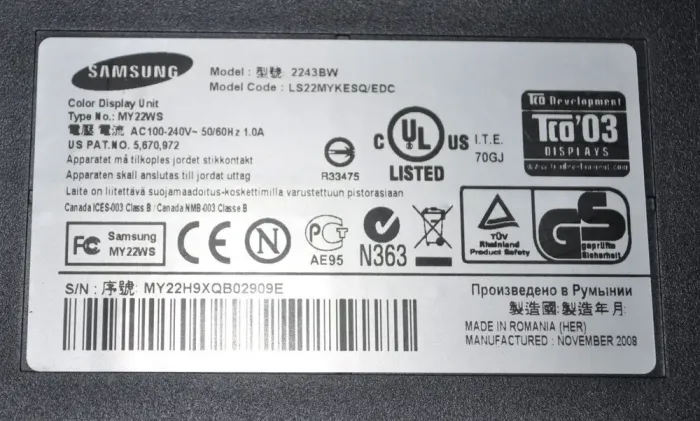 SAMSUNG
Model : 型號 : 2243BW
Model Code : LS22MYKESQ/EDC
Color Display Unit
Type No.: MY22WS
電壓 電流 AC100-240V~ 50/60Hz 1.0A
US PAT.NO. 5,670,972
Apparatet må tilkoples jordet stikkontakt
Apparaten skall anslutas till jordat uttag
Laite on liitettävä suojamaadoitus-koskettimilla varustettuun pistorasiaan
Canada ICES-003 Class B / Canada NMB-003 Classe B
R33475
C UL US
LISTED
I.T.E.
70GJ
TCO Development
TCO'03
DISPLAYS
FC Samsung
MY22WS
CE
N
PCT
AE95
N363
TÜV
Rheinland
Product Safety
GS
geprüfte
Sicherheit
S/N : 序號: MY22H9XQB02909E
Произведено в Румынии
製造國:製造年月:
MADE IN ROMANIA (HER)
MANUFACTURED : NOVEMBER 2008